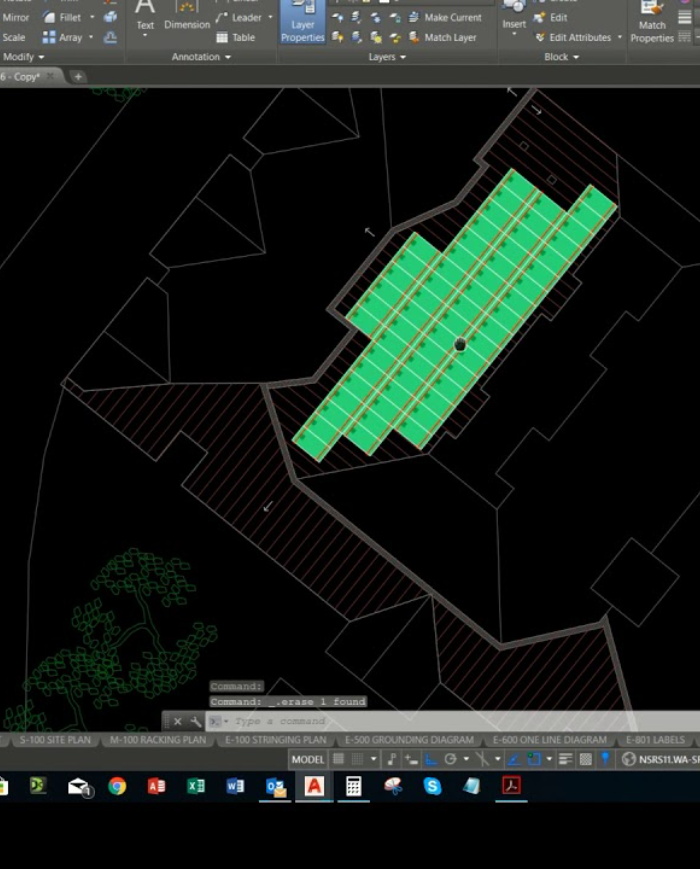 Mirror Fillet Text Dimension Leader Layer Properties Make Current Insert Edit Match Properties
Scale Array Table Match Layer Edit Attributes
Modify Annotation Layers Block
6 - Copy*
Command:
Command: _.erase 1 found
Type a command
S-100 SITE PLAN M-100 RACKING PLAN E-100 STRINGING PLAN E-500 GROUNDING DIAGRAM E-600 ONE LINE DIAGRAM E-801 LABELS
MODEL